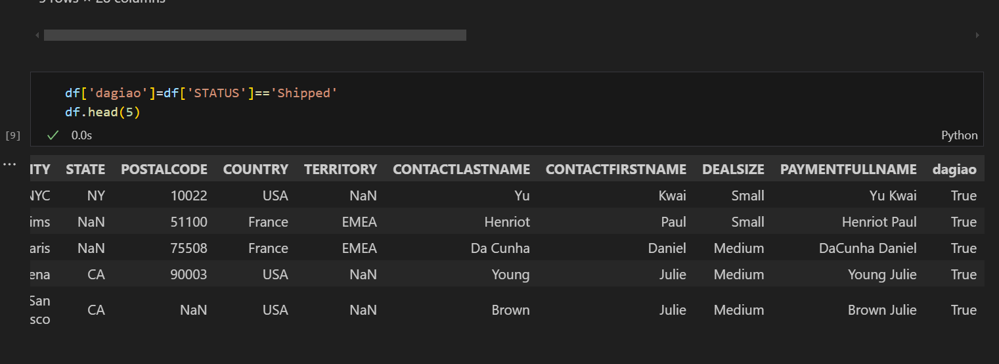 5 rows × 28 columns
df['dagiao']=df['STATUS']=='Shipped'
df.head(5)
[9] 0.0s Python
... ITY STATE POSTALCODE COUNTRY TERRITORY CONTACTLASTNAME CONTACTFIRSTNAME DEALSIZE PAYMENTFULLNAME dagiao
NYC NY 10022 USA NaN Yu Kwai Small Yu Kwai True
ims NaN 51100 France EMEA Henriot Paul Small Henriot Paul True
aris NaN 75508 France EMEA Da Cunha Daniel Medium DaCunha Daniel True
ena CA 90003 USA NaN Young Julie Medium Young Julie True
San
sco CA NaN USA NaN Brown Julie Medium Brown Julie True